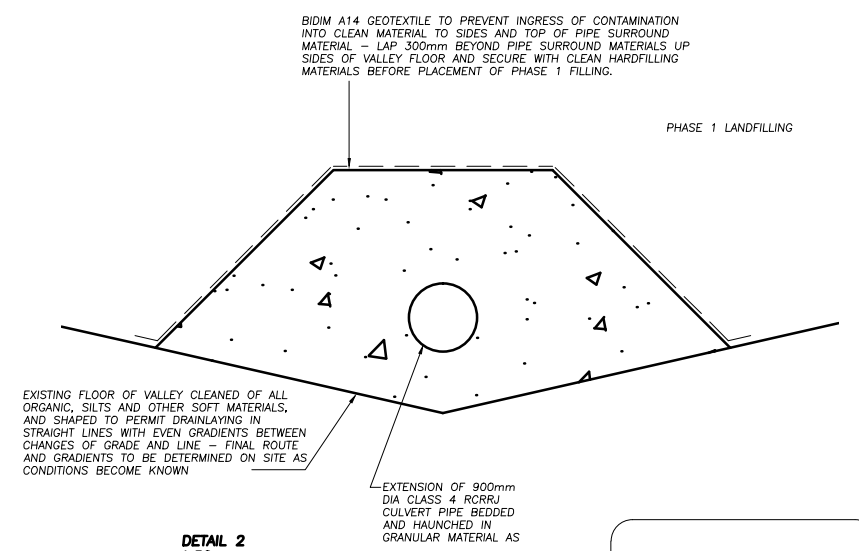 BIDIM A14 GEOTEXTILE TO PREVENT INGRESS OF CONTAMINATION
INTO CLEAN MATERIAL TO SIDES AND TOP OF PIPE SURROUND
MATERIAL – LAP 300mm BEYOND PIPE SURROUND MATERIALS UP
SIDES OF VALLEY FLOOR AND SECURE WITH CLEAN HARDFILLING
MATERIALS BEFORE PLACEMENT OF PHASE 1 FILLING.
PHASE 1 LANDFILLING
EXISTING FLOOR OF VALLEY CLEANED OF ALL
ORGANIC, SILTS AND OTHER SOFT MATERIALS,
AND SHAPED TO PERMIT DRAINLAYING IN
STRAIGHT LINES WITH EVEN GRADIENTS BETWEEN
CHANGES OF GRADE AND LINE – FINAL ROUTE
AND GRADIENTS TO BE DETERMINED ON SITE AS
CONDITIONS BECOME KNOWN
EXTENSION OF 900mm
DIA CLASS 4 RCRRJ
CULVERT PIPE BEDDED
AND HAUNCHED IN
GRANULAR MATERIAL AS
DETAIL 2